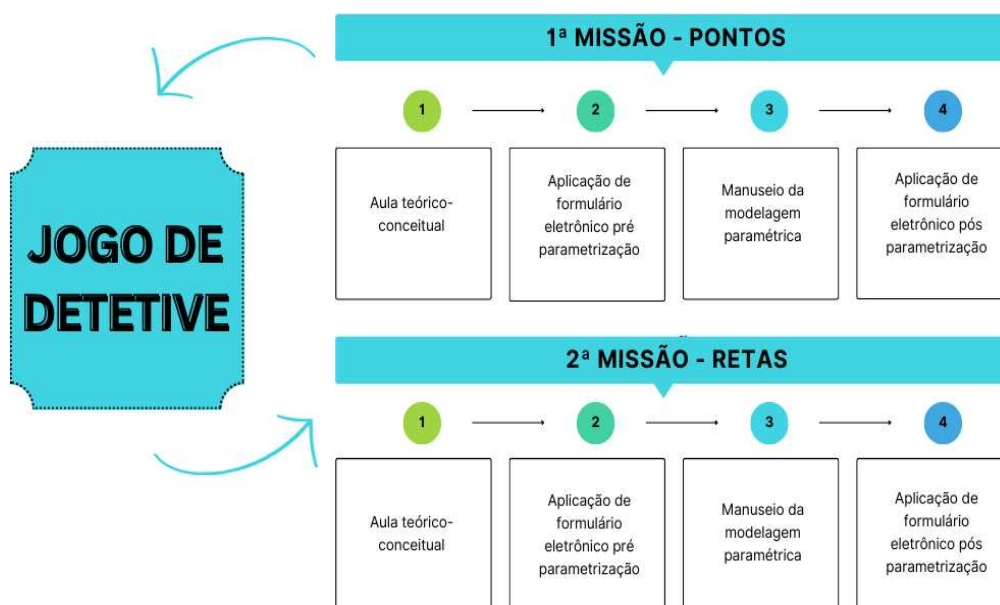 1ª MISSÃO - PONTOS
1
2
3
4
Aula teórico-
conceitual
Aplicação de
formulário
eletrônico pré
parametrização
Manuseio da
modelagem
paramétrica
Aplicação de
formulário
eletrônico pós
parametrização
JOGO DE
DETETIVE
2ª MISSÃO - RETAS
1
2
3
4
Aula teórico-
conceitual
Aplicação de
formulário
eletrônico pré
parametrização
Manuseio da
modelagem
paramétrica
Aplicação de
formulário
eletrônico pós
parametrização